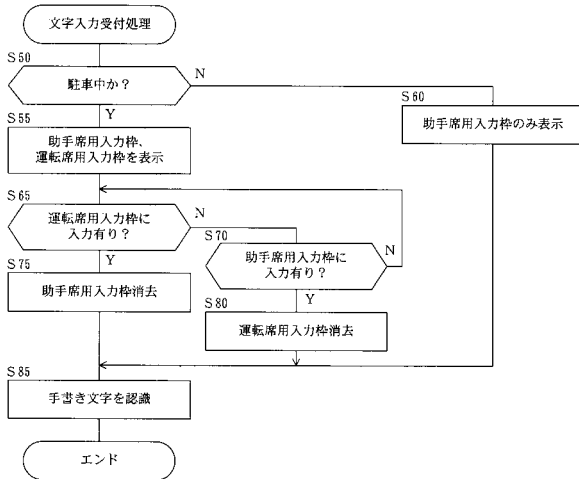 文字入力受付処理
S50
駐車中か?
N
Y
S60
助手席用入力枠のみ表示
S55
助手席用入力枠、
運転席用入力枠を表示
S65
運転席用入力枠に
入力有り?
N
Y
S70
助手席用入力枠に
入力有り?
N
Y
S75
助手席用入力枠消去
S80
運転席用入力枠消去
S85
手書き文字を認識
エンド